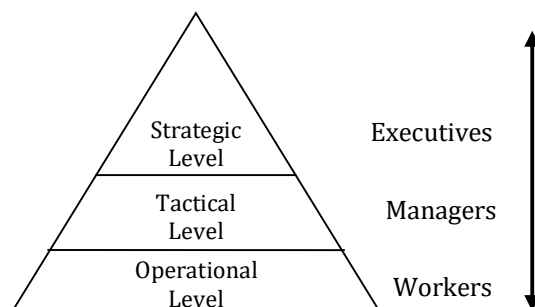 Strategic
Level
Executives
Tactical
Level
Managers
Operational
Level
Workers